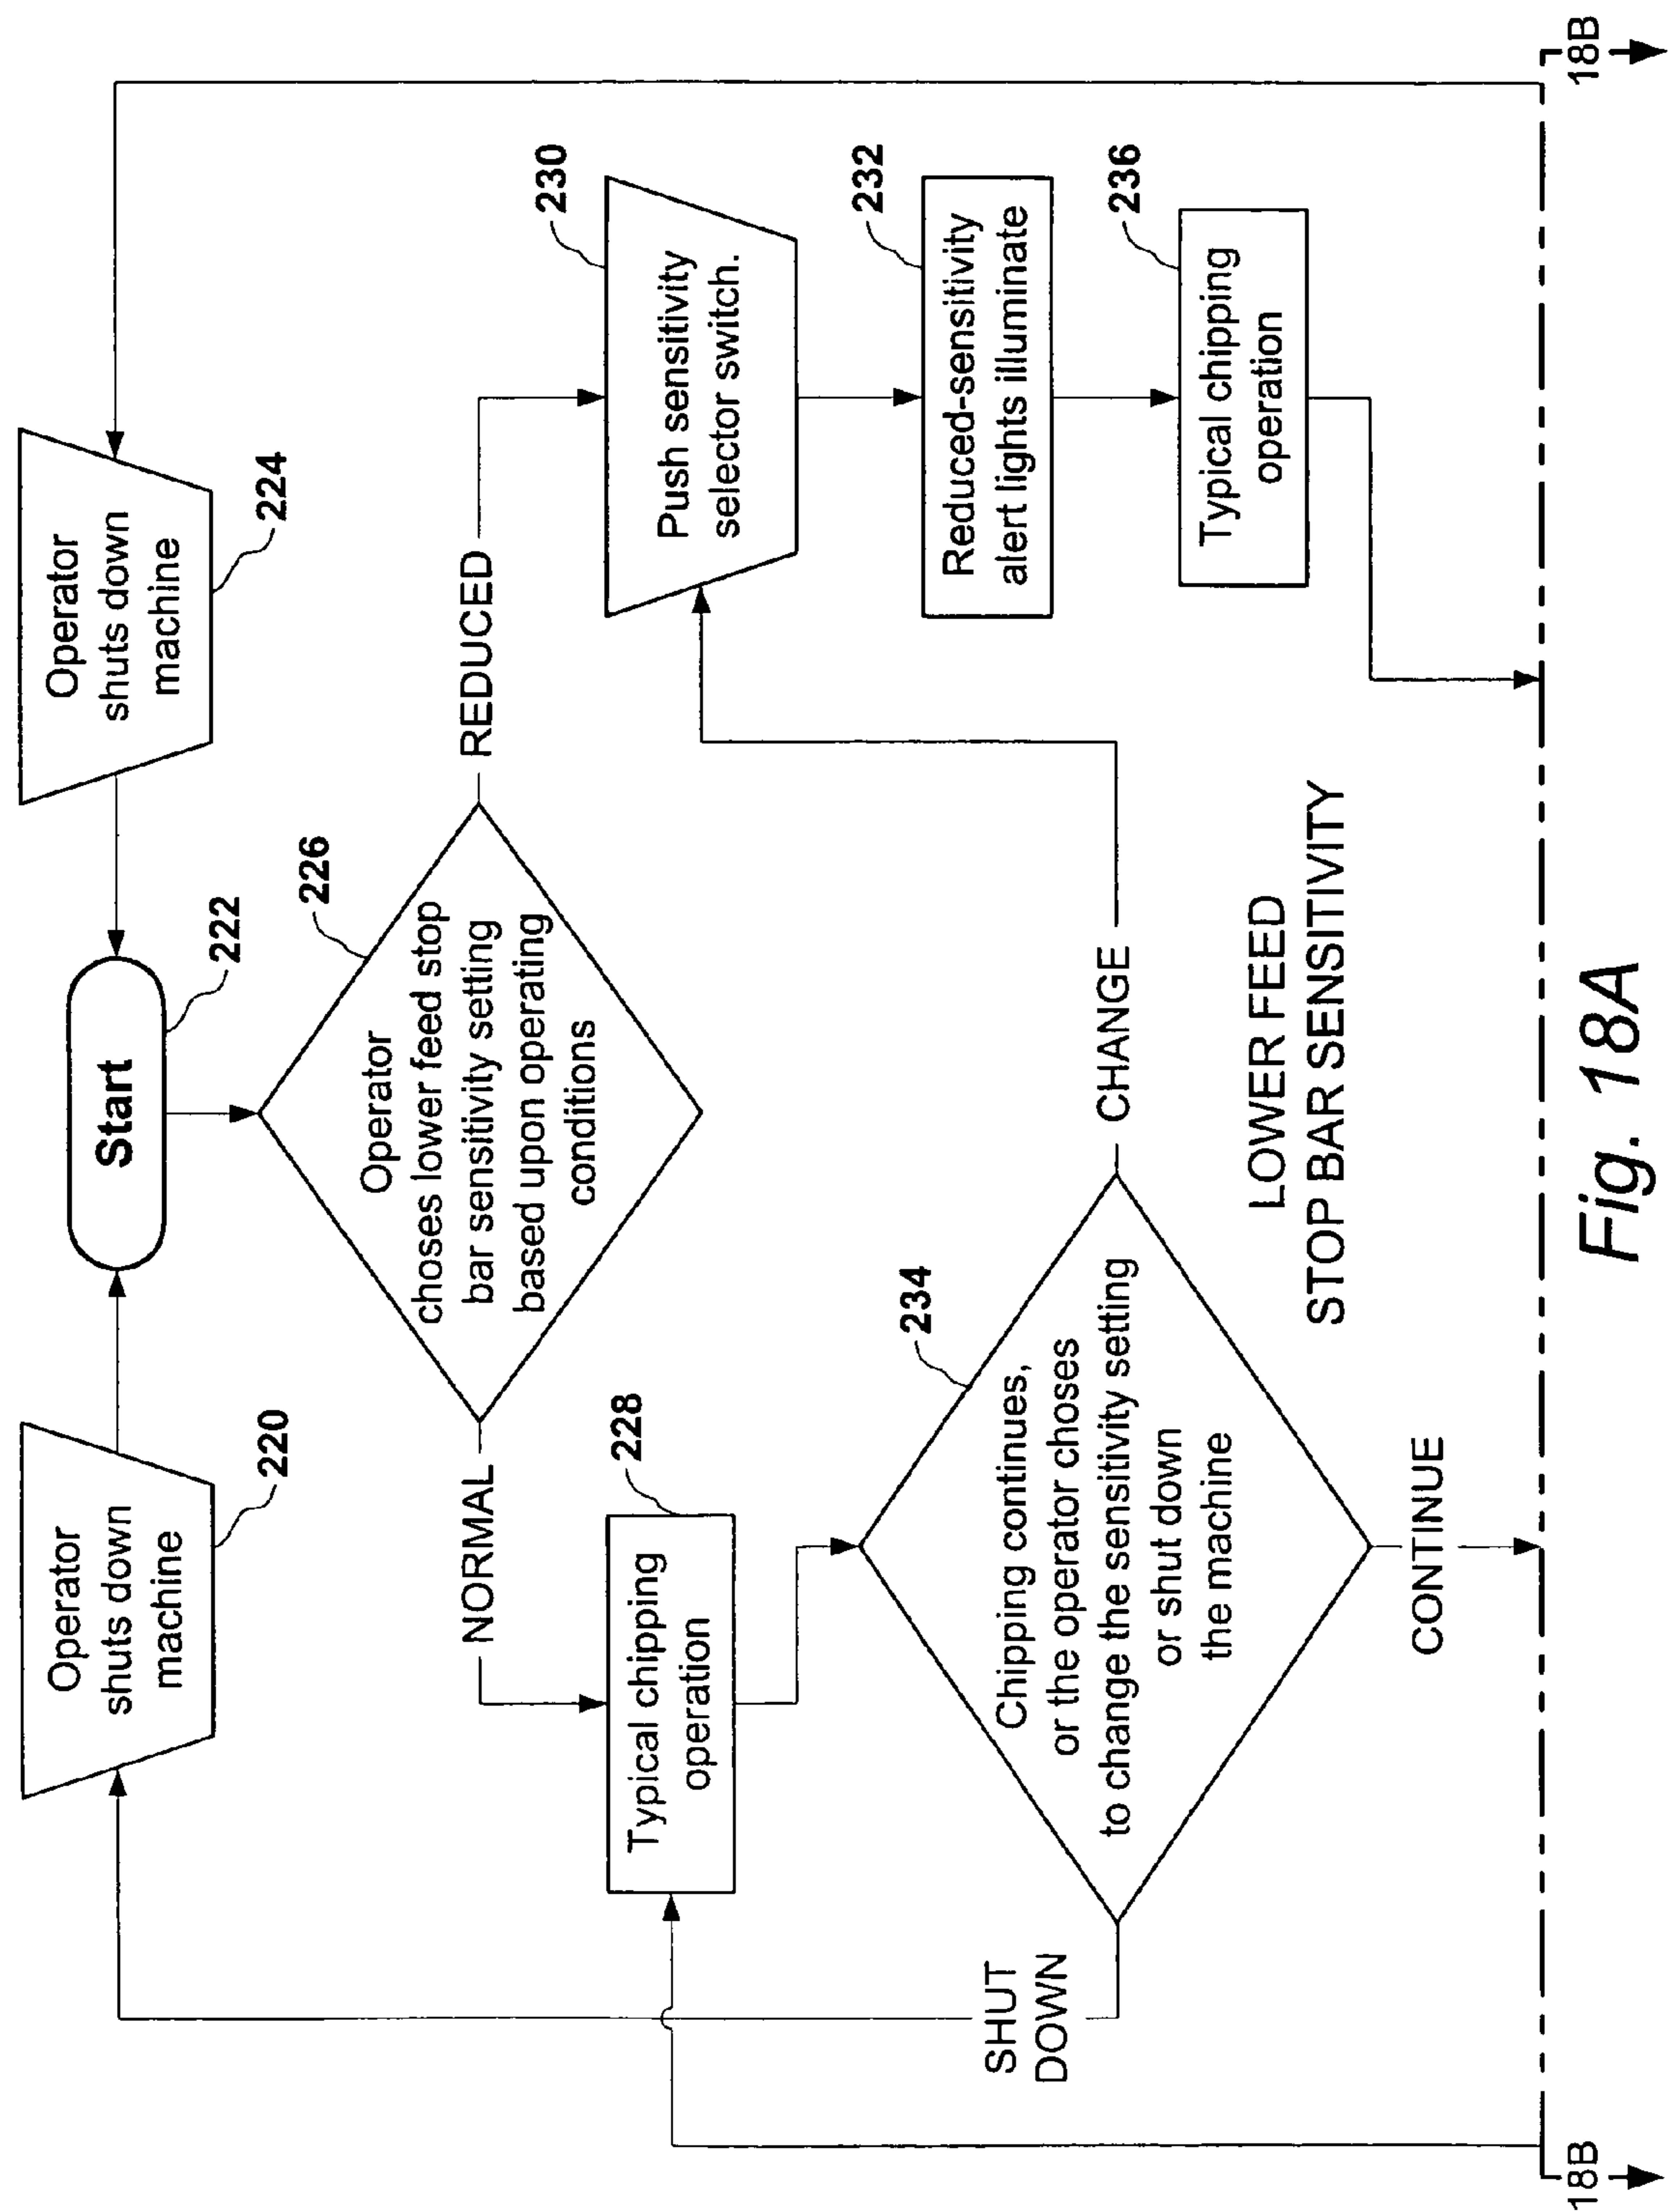 Operator
shuts down
machine
220
Start
222
Operator
shuts down
machine
224
Operator
choses lower feed stop
bar sensitivity setting
based upon operating
conditions
226
NORMAL
REDUCED
Typical chipping
operation
228
Push sensitivity
selector switch.
230
Reduced-sensitivity
alert lights illuminate
232
Chipping continues,
or the operator choses
to change the sensitivity setting
or shut down
the machine
234
SHUT
DOWN
CHANGE
CONTINUE
Typical chipping
operation
236
LOWER FEED
STOP BAR SENSITIVITY
18B
18B
Fig. 18A